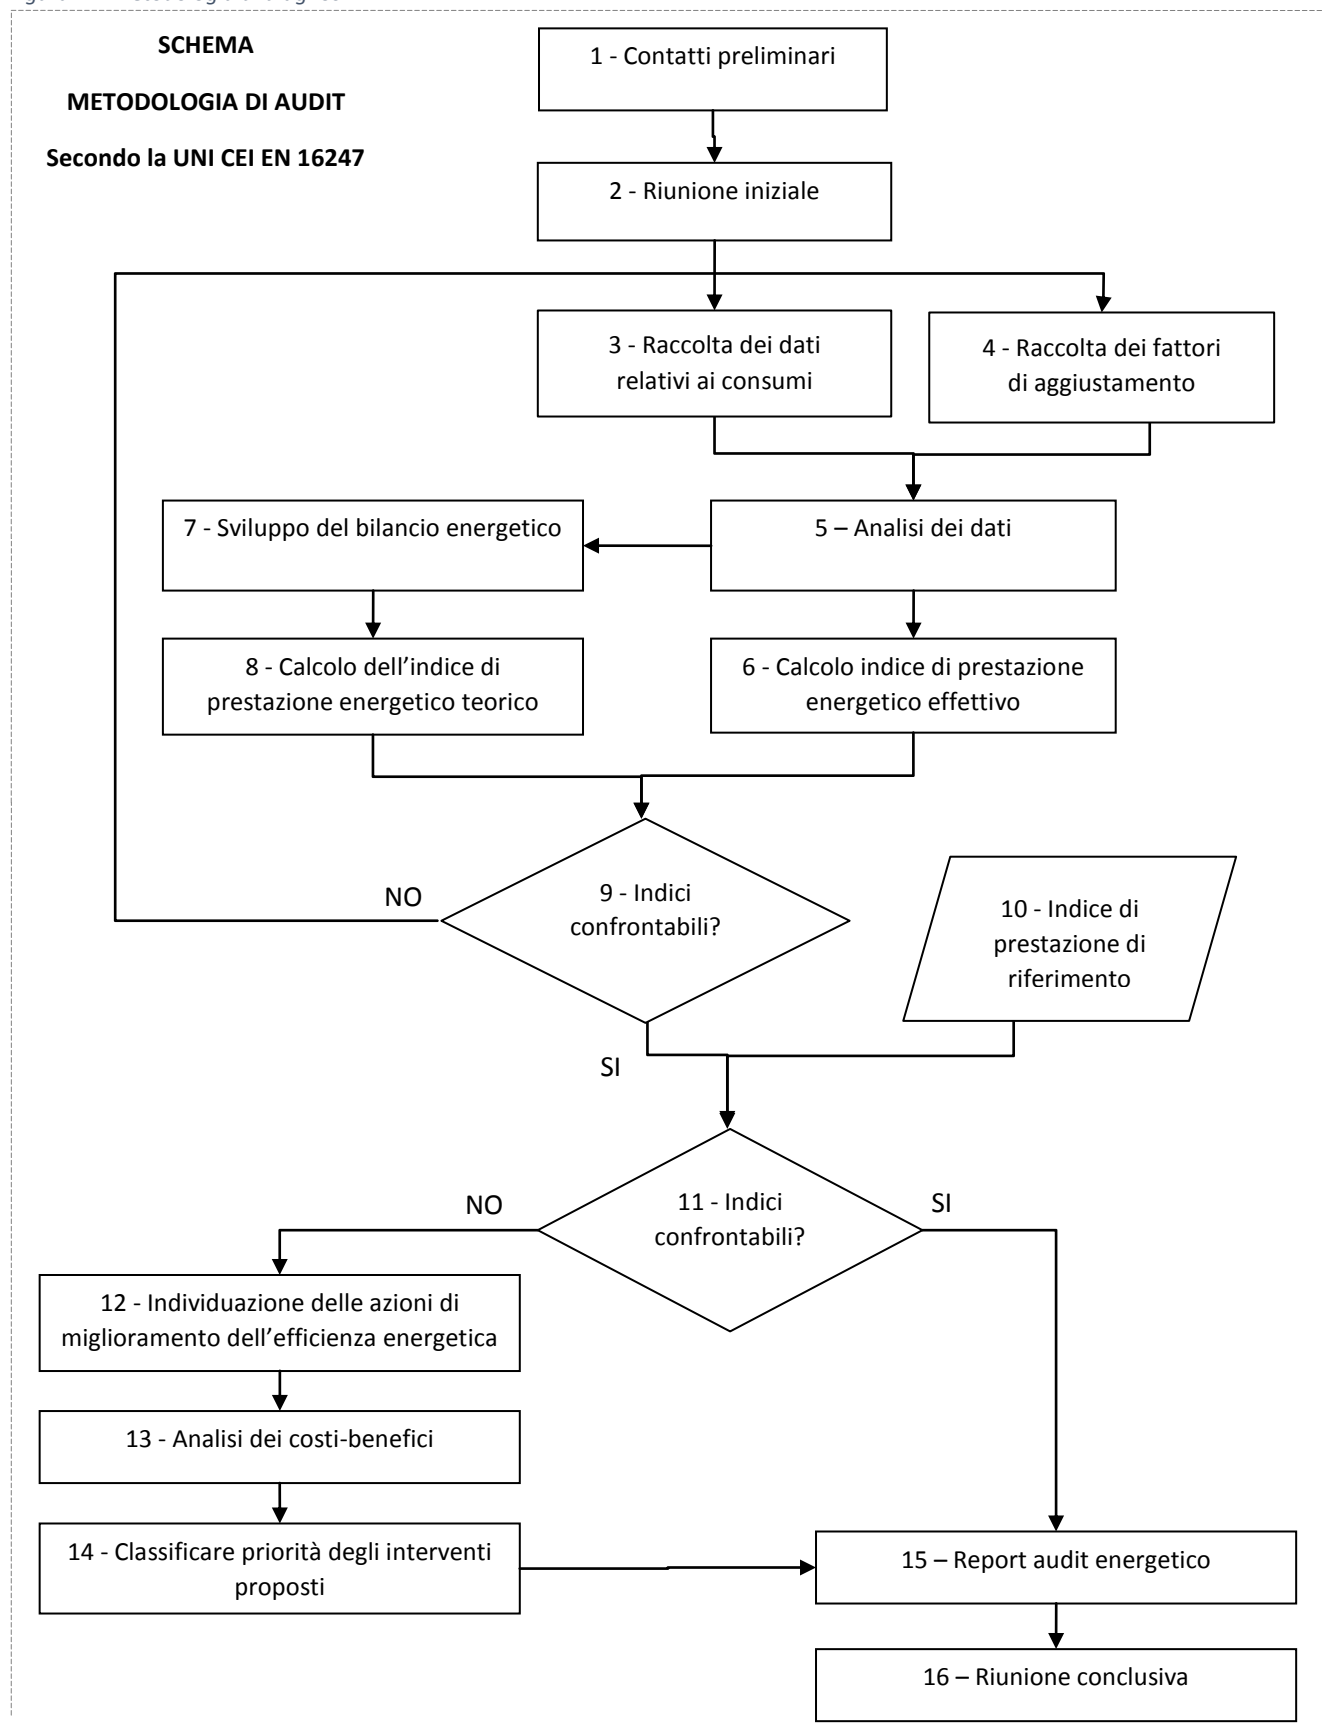 SCHEMA
METODOLOGIA DI AUDIT
Secondo la UNI CEI EN 16247
1 - Contatti preliminari
2 - Riunione iniziale
3 - Raccolta dei dati
relativi ai consumi
4 - Raccolta dei fattori
di aggiustamento
7 - Sviluppo del bilancio energetico
5 – Analisi dei dati
8 - Calcolo dell’indice di
prestazione energetico teorico
6 - Calcolo indice di prestazione
energetico effettivo
NO
9 - Indici
confrontabili?
10 - Indice di
prestazione di
riferimento
SI
NO
11 - Indici
confrontabili?
SI
12 - Individuazione delle azioni di
miglioramento dell’efficienza energetica
13 - Analisi dei costi-benefici
14 - Classificare priorità degli interventi
proposti
15 – Report audit energetico
16 – Riunione conclusiva